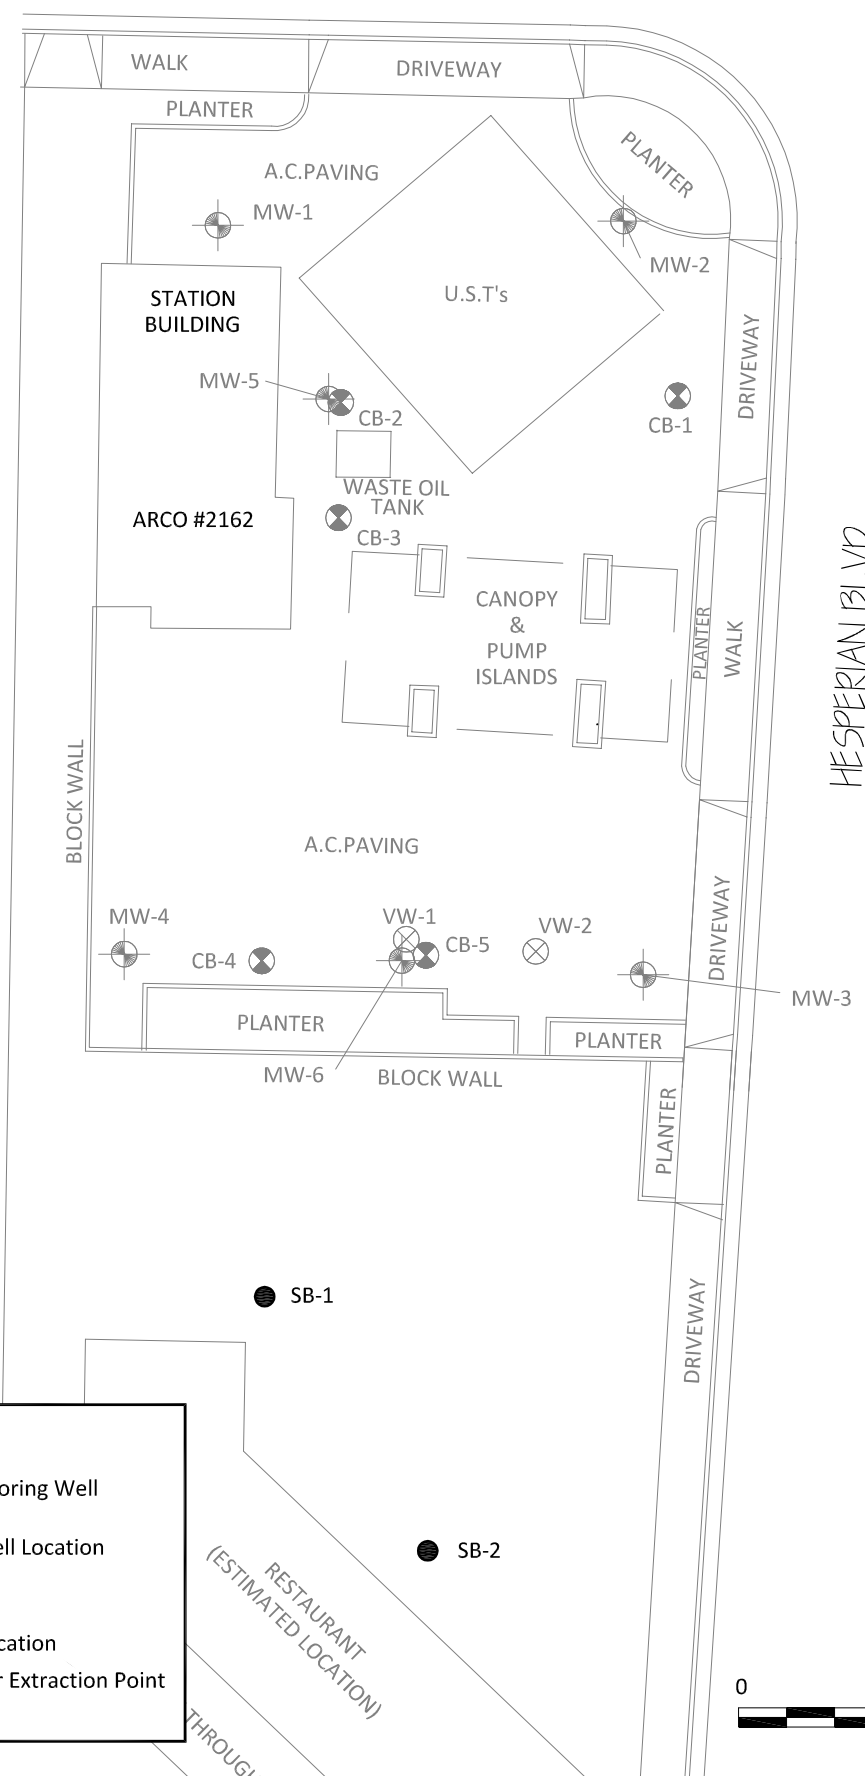 WALK
DRIVEWAY
PLANTER
PLANTER
A.C.PAVING
MW-1
MW-2
STATION
BUILDING
U.S.T's
DRIVEWAY
MW-5
CB-2
CB-1
WASTE OIL
TANK
ARCO #2162
CB-3
CANOPY
&
PUMP
ISLANDS
PLANTER
WALK
HESPERIAN BLVD
BLOCK WALL
A.C.PAVING
MW-4
VW-1
VW-2
CB-4
CB-5
DRIVEWAY
MW-3
PLANTER
PLANTER
MW-6
BLOCK WALL
PLANTER
SB-1
DRIVEWAY
oring Well
ell Location
SB-2
RESTAURANT
(ESTIMATED LOCATION)
cation
r Extraction Point
0
THROUG